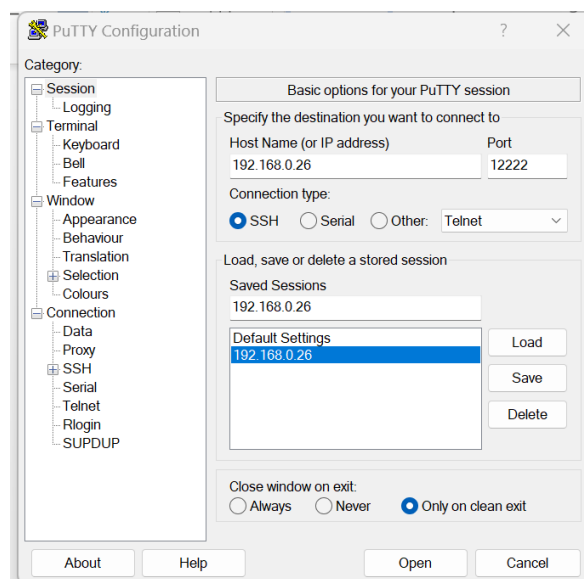 PuTTY Configuration
?
Category:
Session
Logging
Terminal
Keyboard
Bell
Features
Window
Appearance
Behaviour
Translation
Selection
Colours
Connection
Data
Proxy
SSH
Serial
Telnet
Rlogin
SUPDUP
Basic options for your PuTTY session
Specify the destination you want to connect to
Host Name (or IP address) Port
192.168.0.26 12222
Connection type:
SSH Serial Other: Telnet
Load, save or delete a stored session
Saved Sessions
192.168.0.26
Default Settings
192.168.0.26
Load
Save
Delete
Close window on exit:
Always Never Only on clean exit
About Help Open Cancel